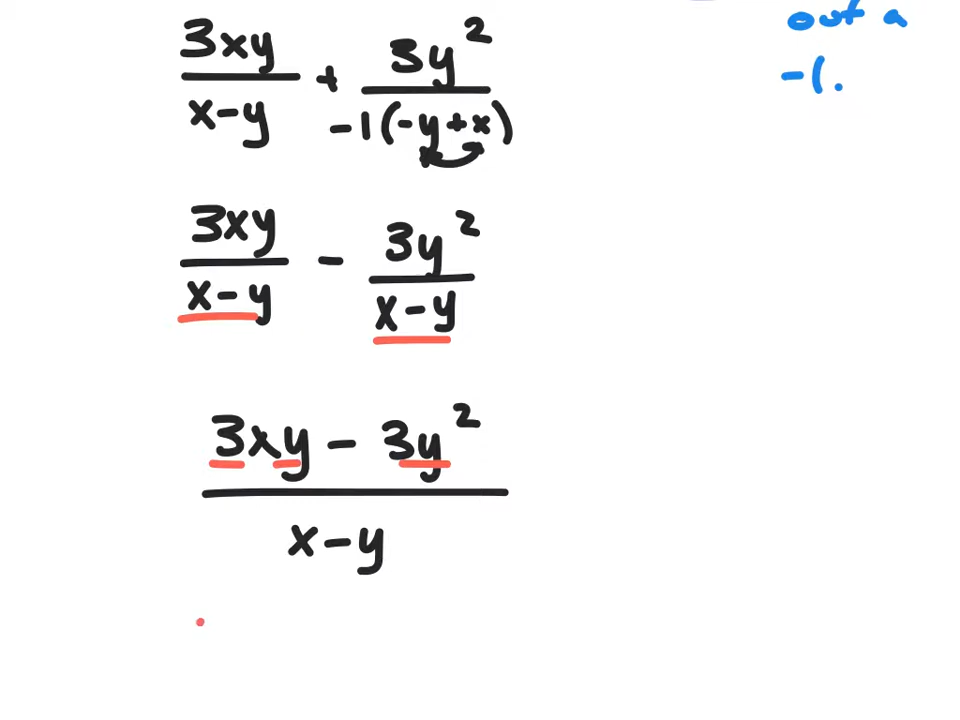 out a
-1.
3xy/(x-y) + 3y²/(-1(-y+x))
3xy/(x-y) - 3y²/(x-y)
(3xy - 3y²)/(x-y)